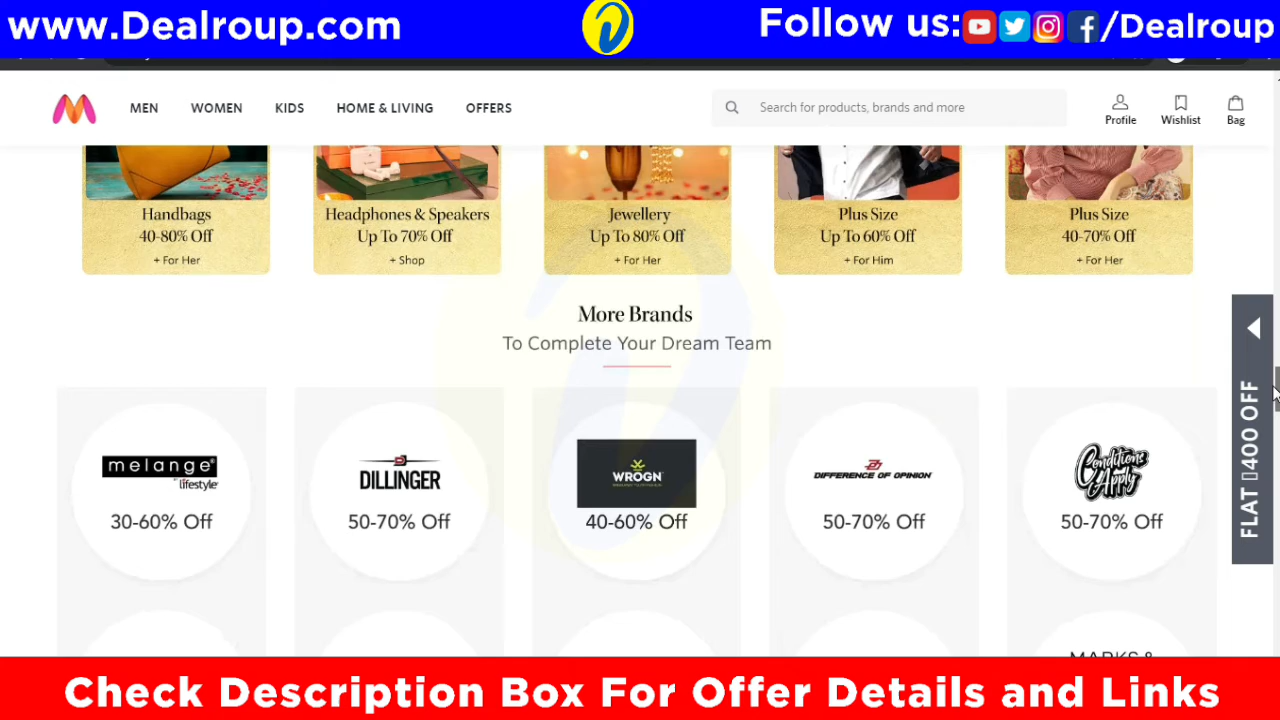 www.Dealroup.com
Follow us: /Dealroup
MEN WOMEN KIDS HOME & LIVING OFFERS
Search for products, brands and more
Profile Wishlist Bag
Handbags
40-80% Off
+ For Her
Headphones & Speakers
Up To 70% Off
+ Shop
Jewellery
Up To 80% Off
+ For Her
Plus Size
Up To 60% Off
+ For Him
Plus Size
40-70% Off
+ For Her
More Brands
To Complete Your Dream Team
melange
lifestyle
30-60% Off
DILLINGER
50-70% Off
WROGN
40-60% Off
DIFFERENCE OF OPINION
50-70% Off
Conditions
Apply
50-70% Off
FLAT 400 OFF
MARKS &
Check Description Box For Offer Details and Links